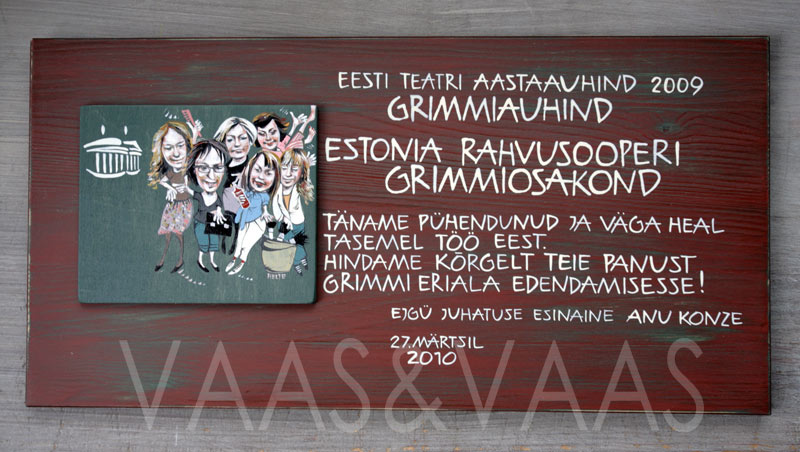 EESTI TEATRI AASTAAUHIND 2009
GRIMMIAUHIND
ESTONIA RAHVUSOOPERI
GRIMMIOSAKOND
TÄNAME PÜHENDUNUD JA VÄGA HEAL
TASEMEL TÖÖ EEST.
HINDAME KÕRGELT TEIE PANUST
GRIMMI ERIALA EDENDAMISESSE!
EJGÜ JUHATUSE ESINAINE ANU KONZE
27.MÄRTSIL
2010
VAAS&VAAS